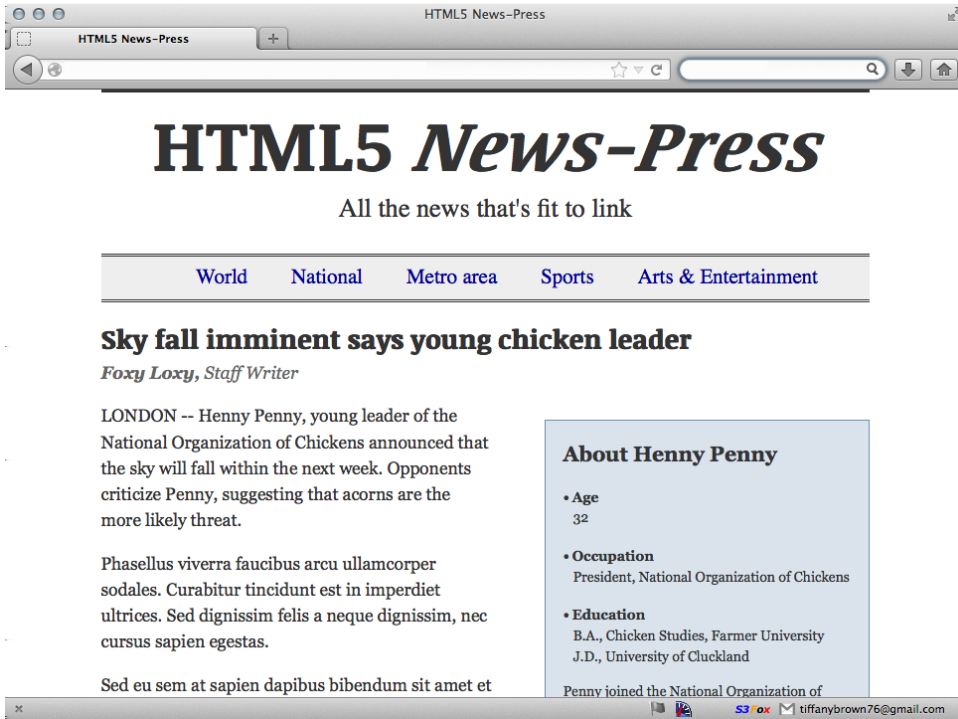 HTML5 News-Press
HTML5 News-Press
HTML5 News-Press
All the news that's fit to link
World National Metro area Sports Arts & Entertainment
Sky fall imminent says young chicken leader
Foxy Loxy, Staff Writer
LONDON -- Henny Penny, young leader of the
National Organization of Chickens announced that
the sky will fall within the next week. Opponents
criticize Penny, suggesting that acorns are the
more likely threat.
Phasellus viverra faucibus arcu ullamcorper
sodales. Curabitur tincidunt est in imperdiet
ultrices. Sed dignissim felis a neque dignissim, nec
cursus sapien egestas.
Sed eu sem at sapien dapibus bibendum sit amet et
About Henny Penny
• Age
32
• Occupation
President, National Organization of Chickens
• Education
B.A., Chicken Studies, Farmer University
J.D., University of Cluckland
Penny joined the National Organization of
S3Fox tiffanybrown76@gmail.com